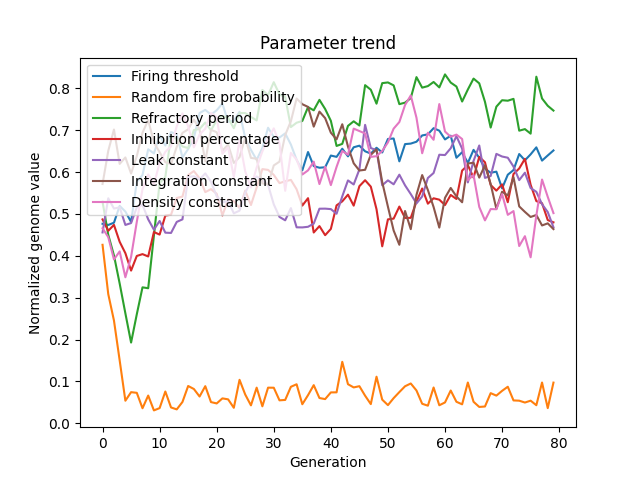 Parameter trend
Firing threshold
Random fire probability
Refractory period
Inhibition percentage
Leak constant
Integration constant
Density constant
Normalized genome value
0.8
0.7
0.6
0.5
0.4
0.3
0.2
0.1
0.0
0 10 20 30 40 50 60 70 80
Generation